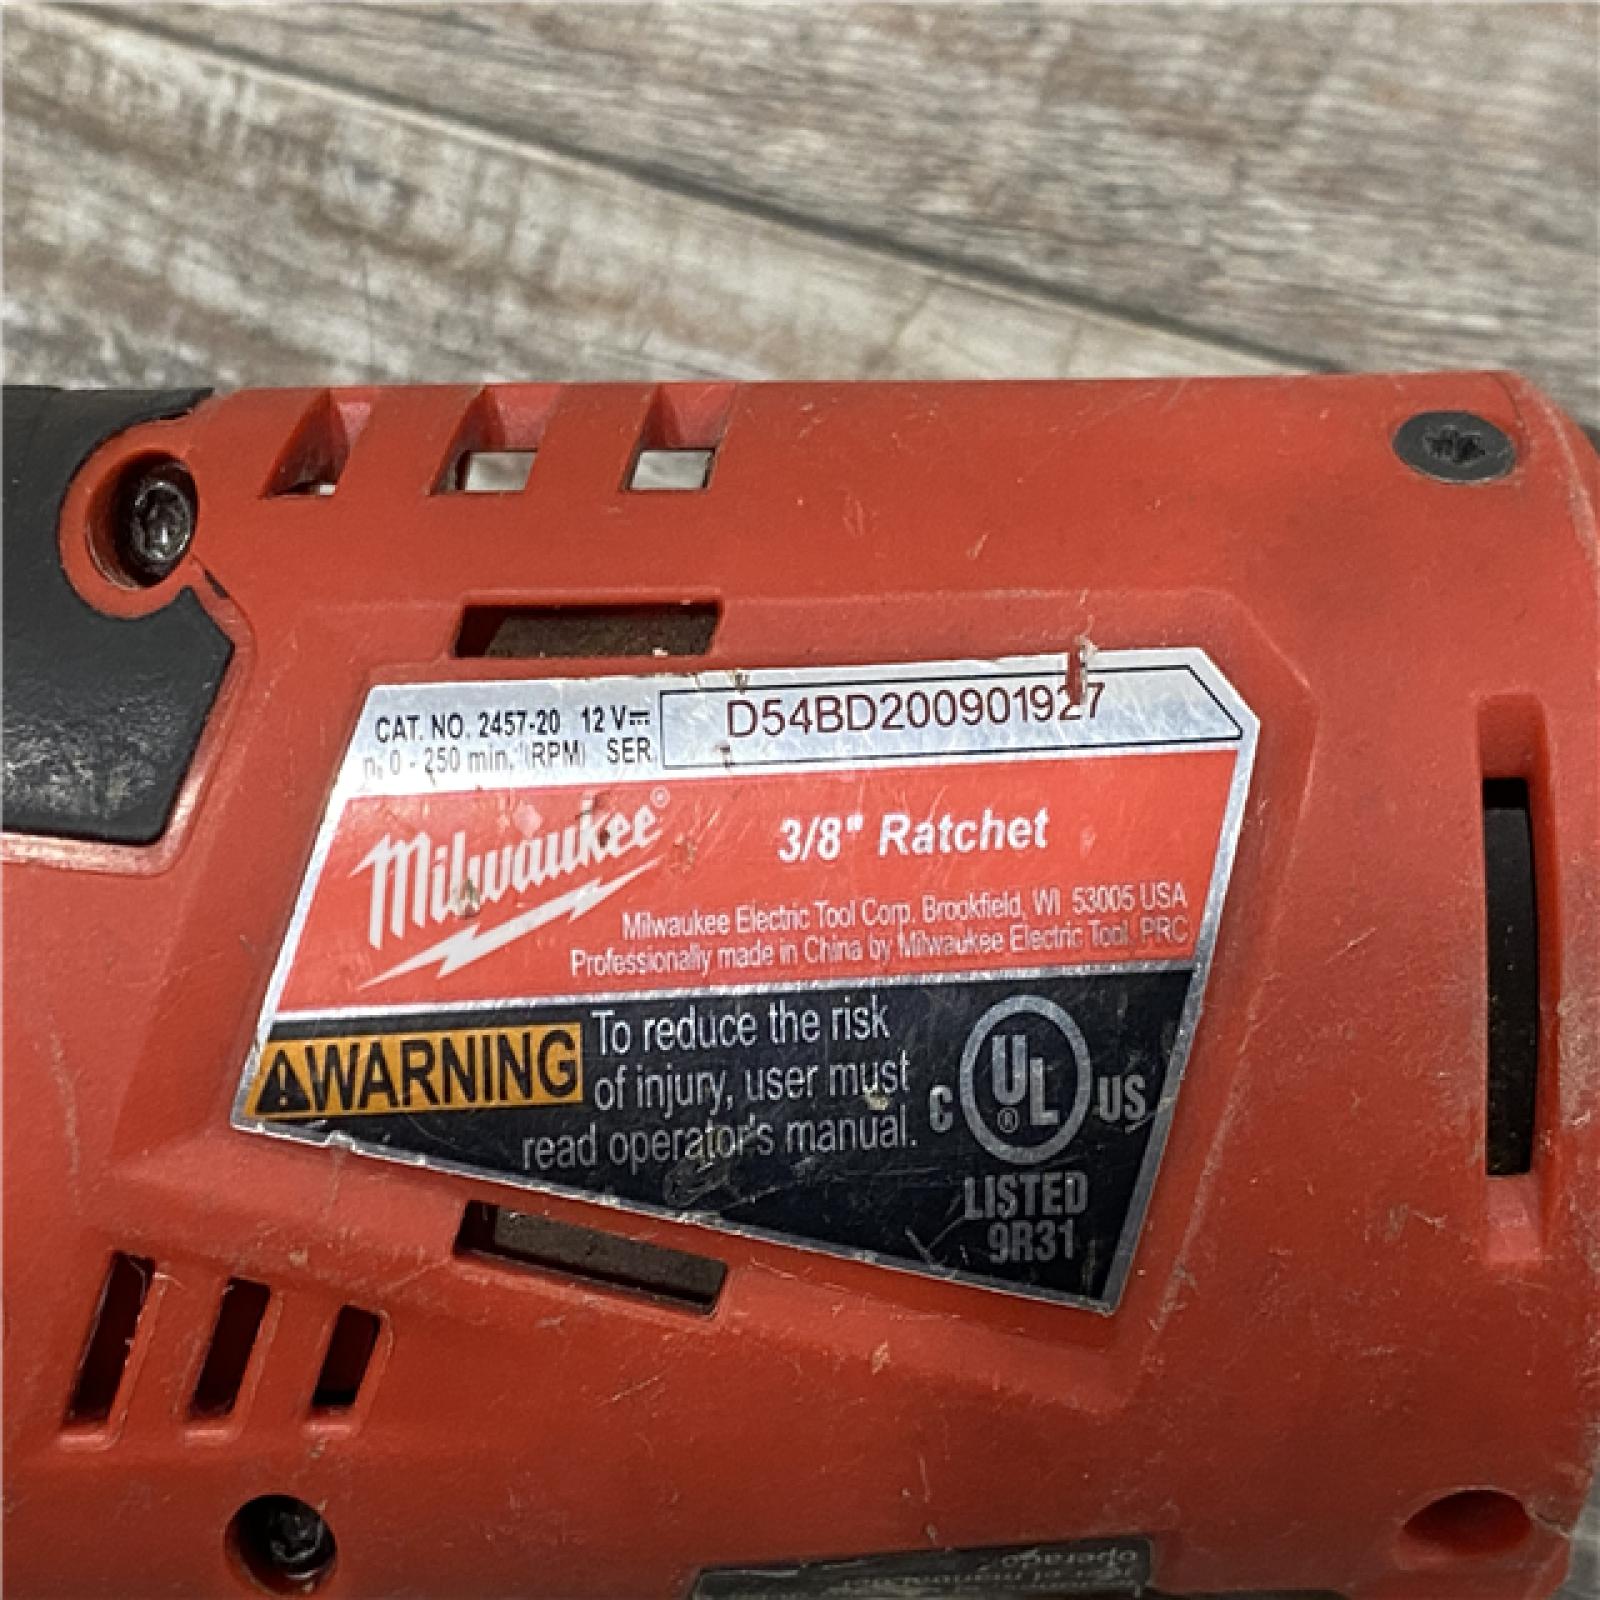 CAT. NO. 2457-20 12 V⎓
n₀ 0 - 250 min. (RPM) SER.
D54BD200901927
Milwaukee®
3/8" Ratchet
Milwaukee Electric Tool Corp. Brookfield, WI 53005 USA
Professionally made in China by Milwaukee Electric Tool, PRC
WARNING To reduce the risk
of injury, user must
read operator's manual.
C UL® US
LISTED
9R31
operago